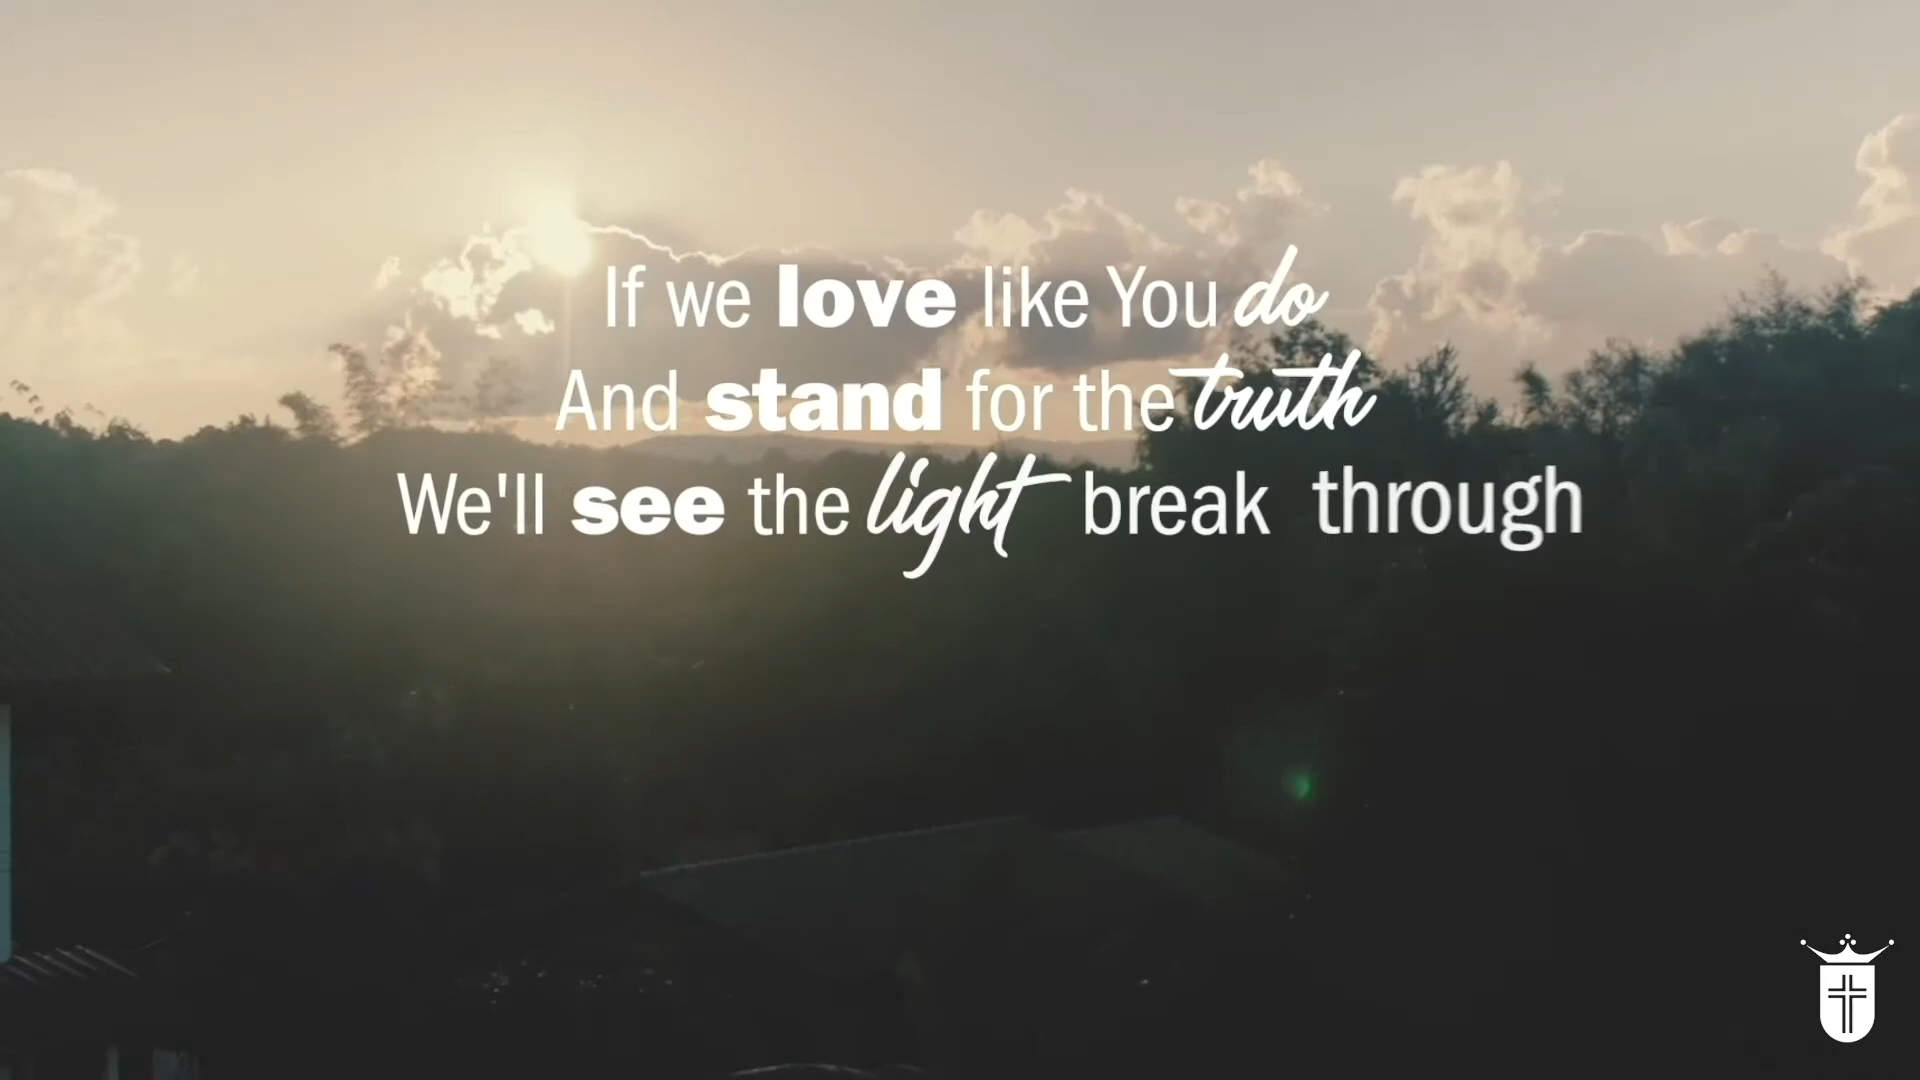 If we love like You do
And stand for the truth
We'll see the light break through